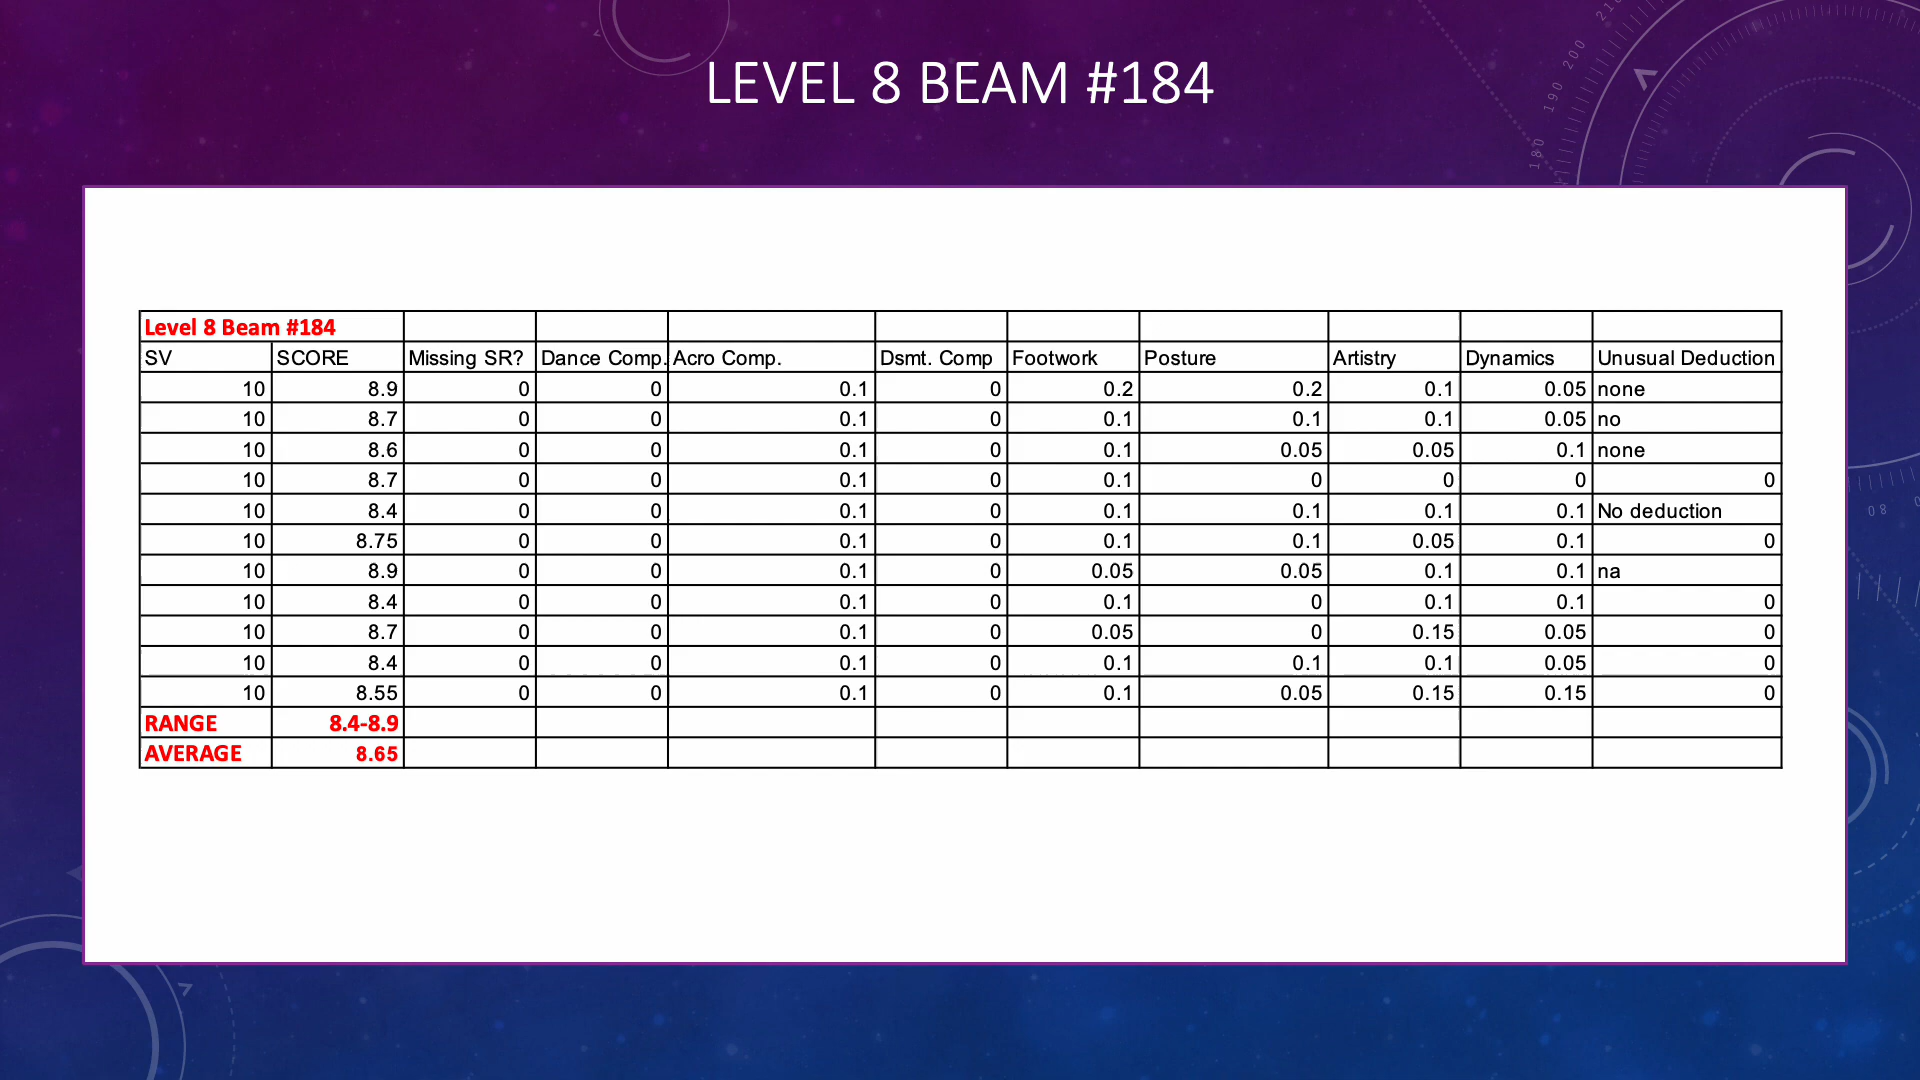 LEVEL 8 BEAM #184
Level 8 Beam #184
SV SCORE Missing SR? Dance Comp. Acro Comp. Dsmt. Comp Footwork Posture Artistry Dynamics Unusual Deduction
10 8.9 0 0 0.1 0 0.2 0.2 0.1 0.05 none
10 8.7 0 0 0.1 0 0.1 0.1 0.1 0.05 no
10 8.6 0 0 0.1 0 0.1 0.05 0.05 0.1 none
10 8.7 0 0 0.1 0 0.1 0 0 0 0
10 8.4 0 0 0.1 0 0.1 0.1 0.1 0.1 No deduction
10 8.75 0 0 0.1 0 0.1 0.1 0.05 0.1 0
10 8.9 0 0 0.1 0 0.05 0.05 0.1 0.1 na
10 8.4 0 0 0.1 0 0.1 0 0.1 0.1 0
10 8.7 0 0 0.1 0 0.05 0 0.15 0.05 0
10 8.4 0 0 0.1 0 0.1 0.1 0.1 0.05 0
10 8.55 0 0 0.1 0 0.1 0.05 0.15 0.15 0
RANGE 8.4-8.9
AVERAGE 8.65
210
200
190
180
80